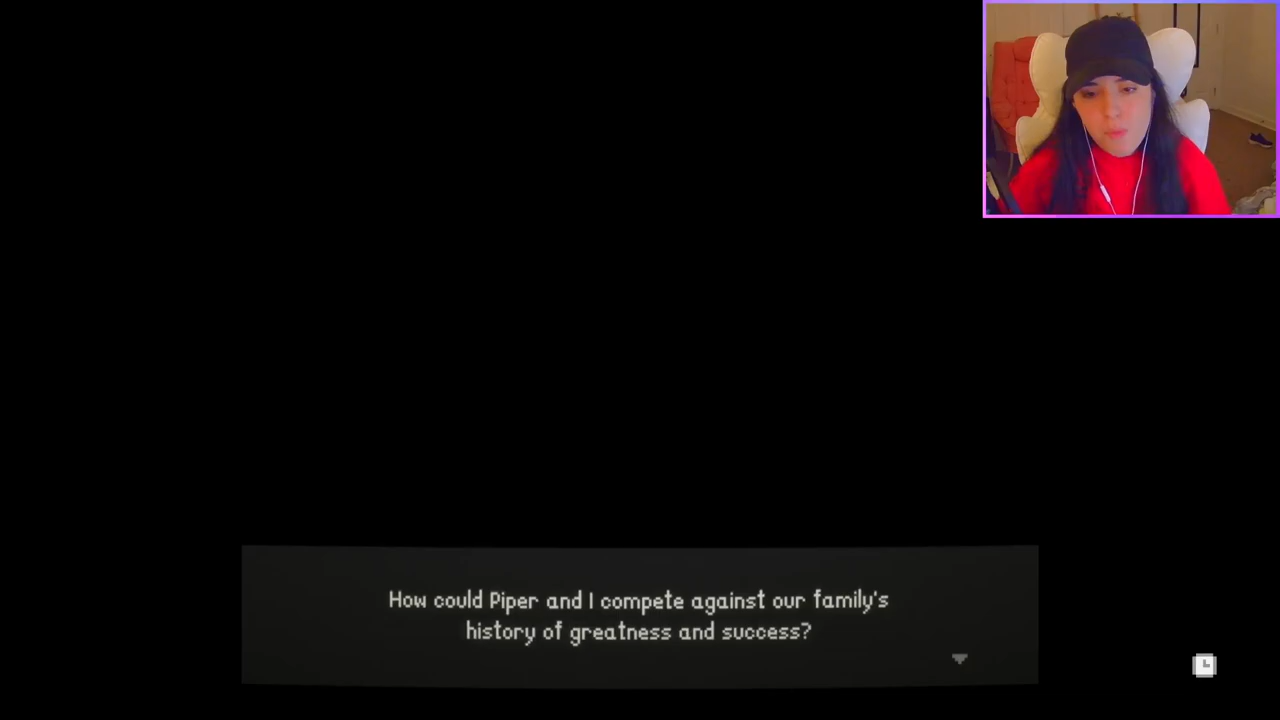 How could Piper and I compete against our family's
history of greatness and success?